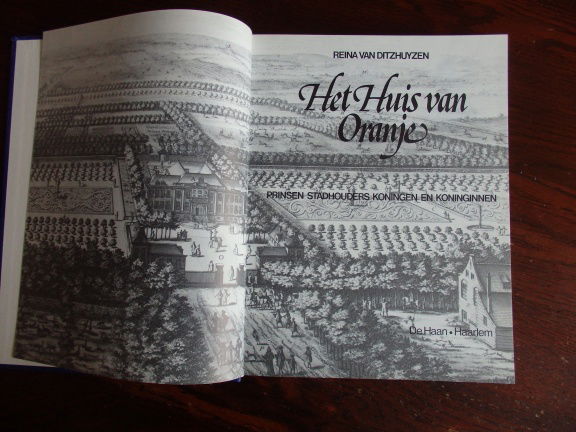 REINA VAN DITZHUYZEN
Het Huis van
Oranje
PRINSEN STADHOUDERS KONINGEN EN KONINGINNEN
De Haan • Haarlem